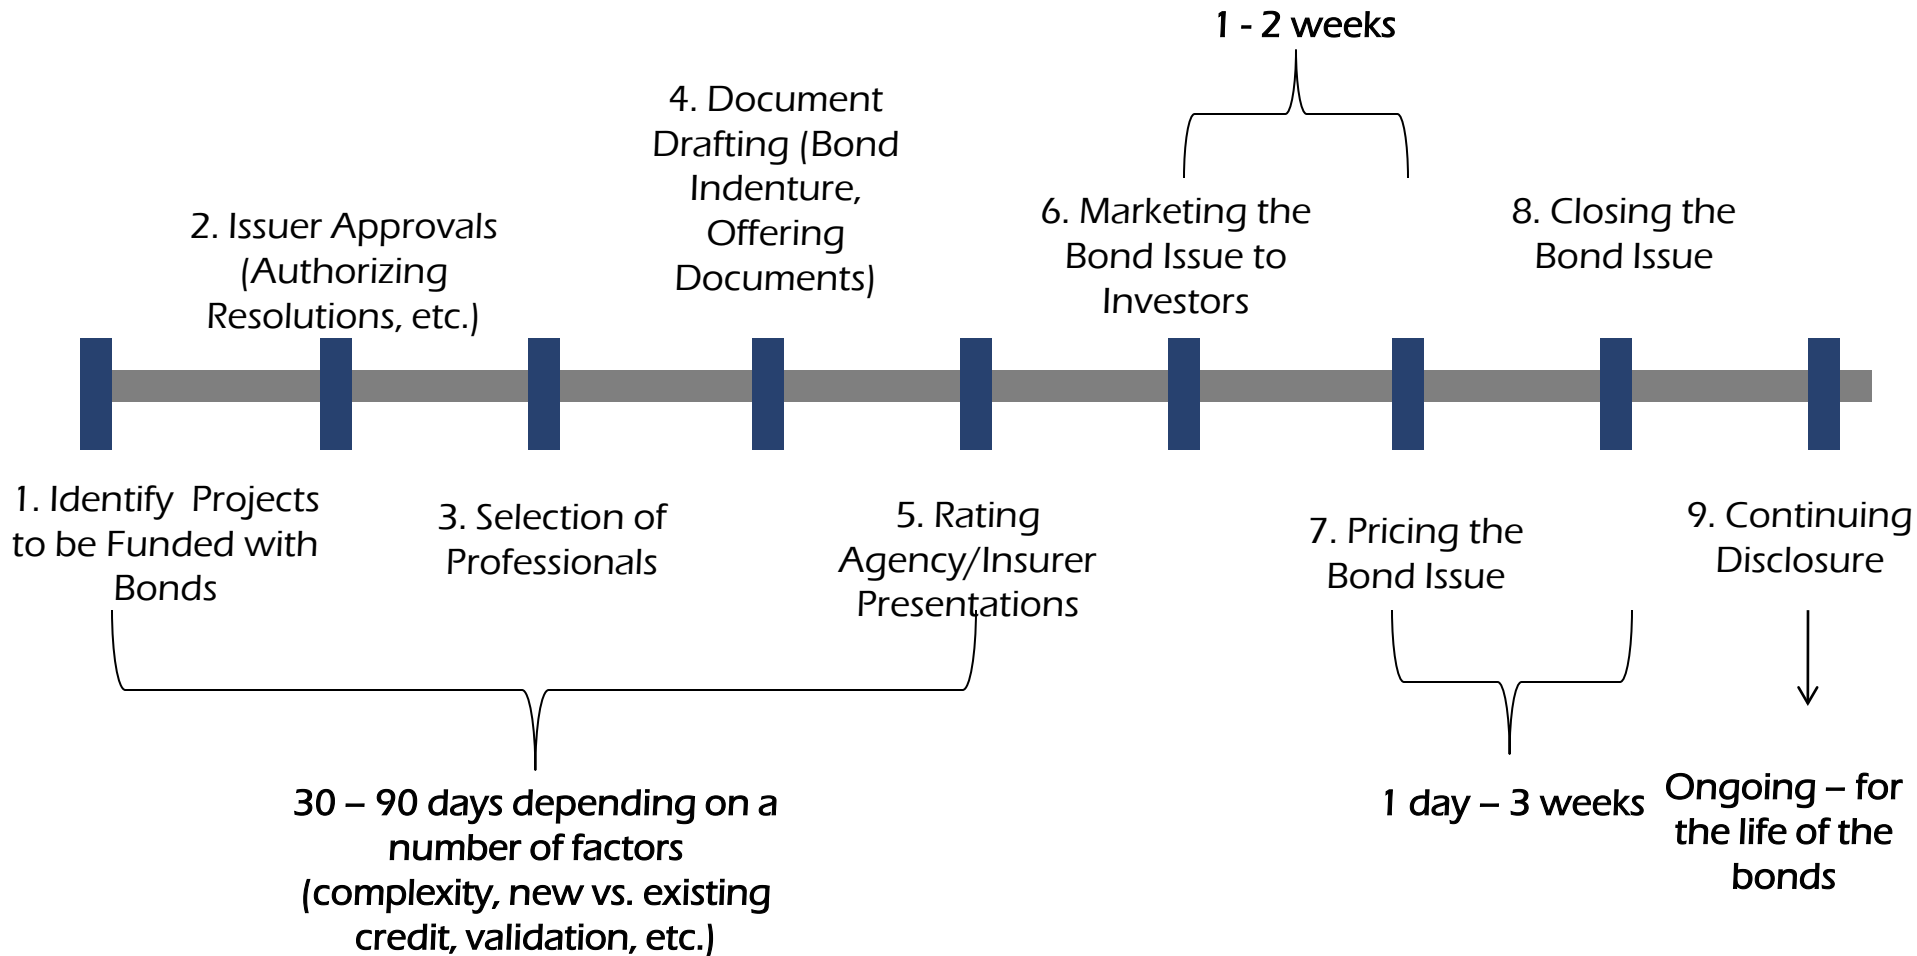 1 - 2 weeks
4. Document
Drafting (Bond
Indenture,
Offering
Documents)
2. Issuer Approvals
(Authorizing
Resolutions, etc.)
6. Marketing the
Bond Issue to
Investors
8. Closing the
Bond Issue
1. Identify  Projects
to be Funded with
Bonds
3. Selection of
Professionals
5. Rating
Agency/Insurer
Presentations
7. Pricing the
Bond Issue
9. Continuing
Disclosure
30 – 90 days depending on a
number of factors
(complexity, new vs. existing
credit, validation, etc.)
1 day – 3 weeks
Ongoing – for
the life of the
bonds